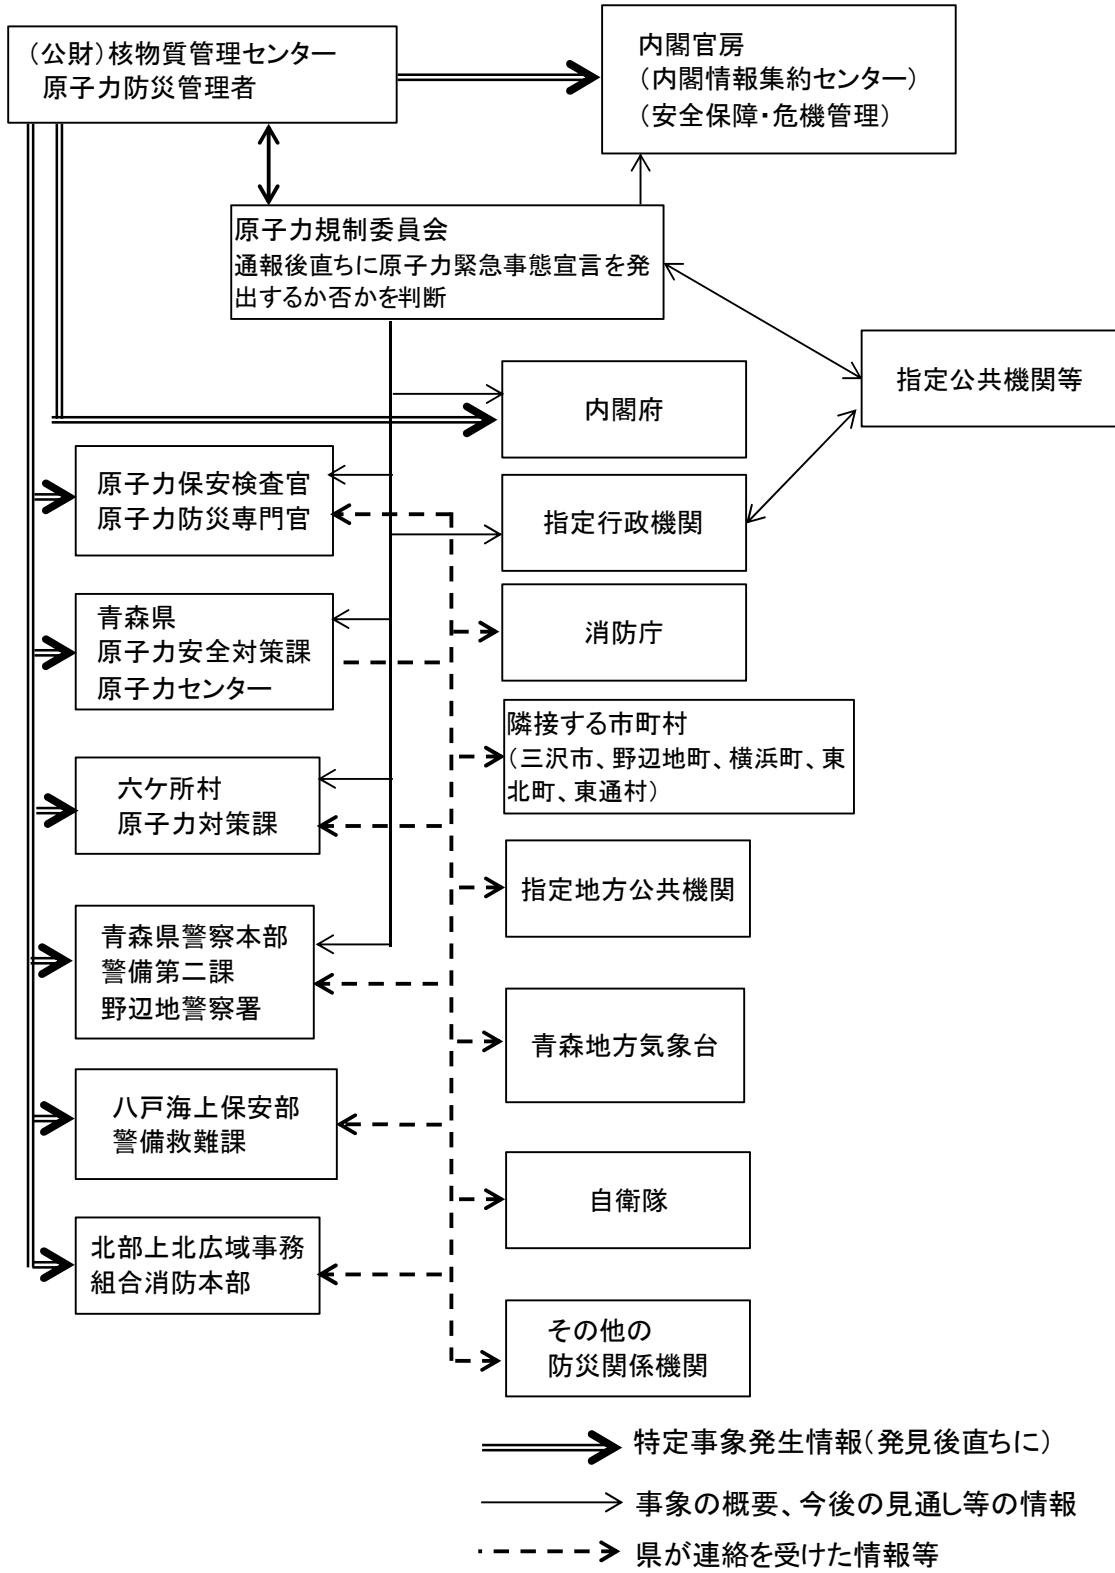 （公財）核物質管理センター
原子力防災管理者
内閣官房
（内閣情報集約センター）
（安全保障・危機管理）
原子力規制委員会
通報後直ちに原子力緊急事態宣言を発
出するか否かを判断
指定公共機関等
内閣府
原子力保安検査官
原子力防災専門官
指定行政機関
青森県
原子力安全対策課
原子力センター
消防庁
隣接する市町村
（三沢市、野辺地町、横浜町、東
北町、東通村）
六ケ所村
原子力対策課
指定地方公共機関
青森県警察本部
警備第二課
野辺地警察署
青森地方気象台
八戸海上保安部
警備救難課
自衛隊
北部上北広域事務
組合消防本部
その他の
防災関係機関
特定事象発生情報（発見後直ちに）
事象の概要、今後の見通し等の情報
県が連絡を受けた情報等